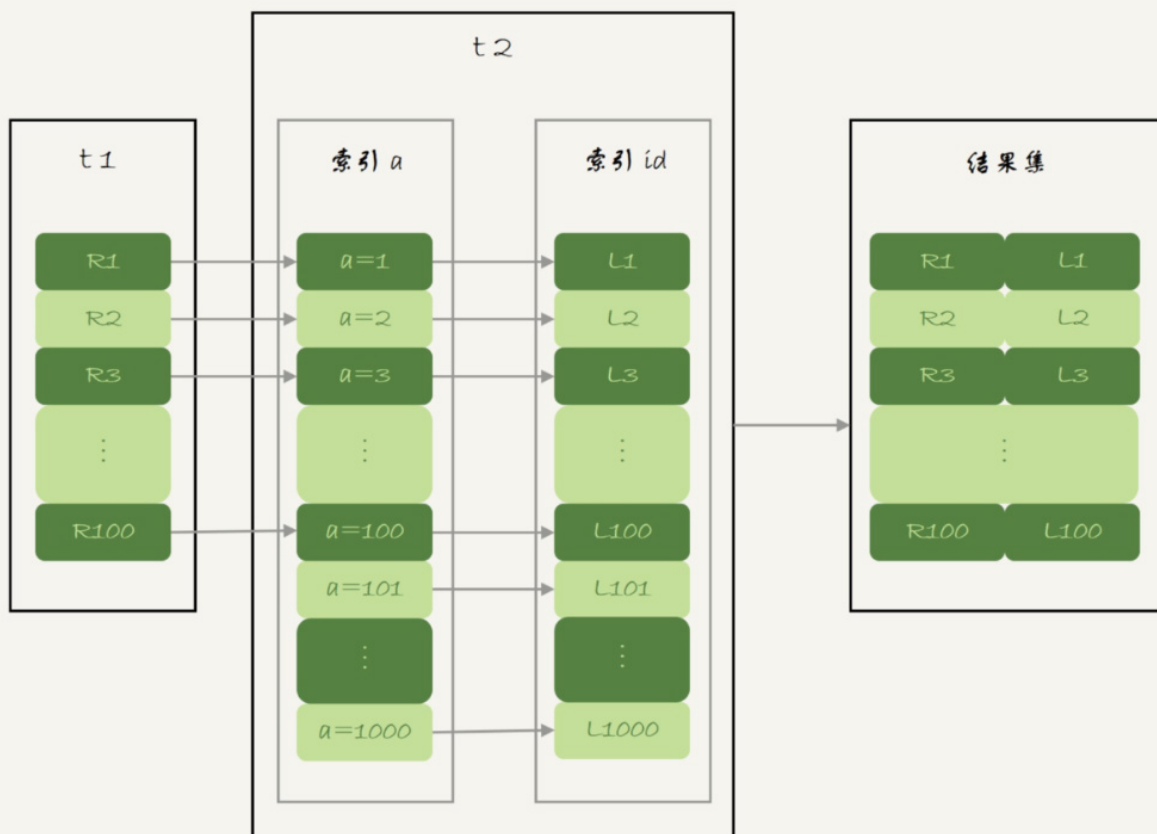 t2
t1
索引 a
索引 id
结果集
R1
a=1
L1
R1
L1
R2
a=2
L2
R2
L2
R3
a=3
L3
R3
L3
⋮
⋮
⋮
⋮
R100
a=100
L100
R100
L100
a=101
L101
⋮
⋮
a=1000
L1000